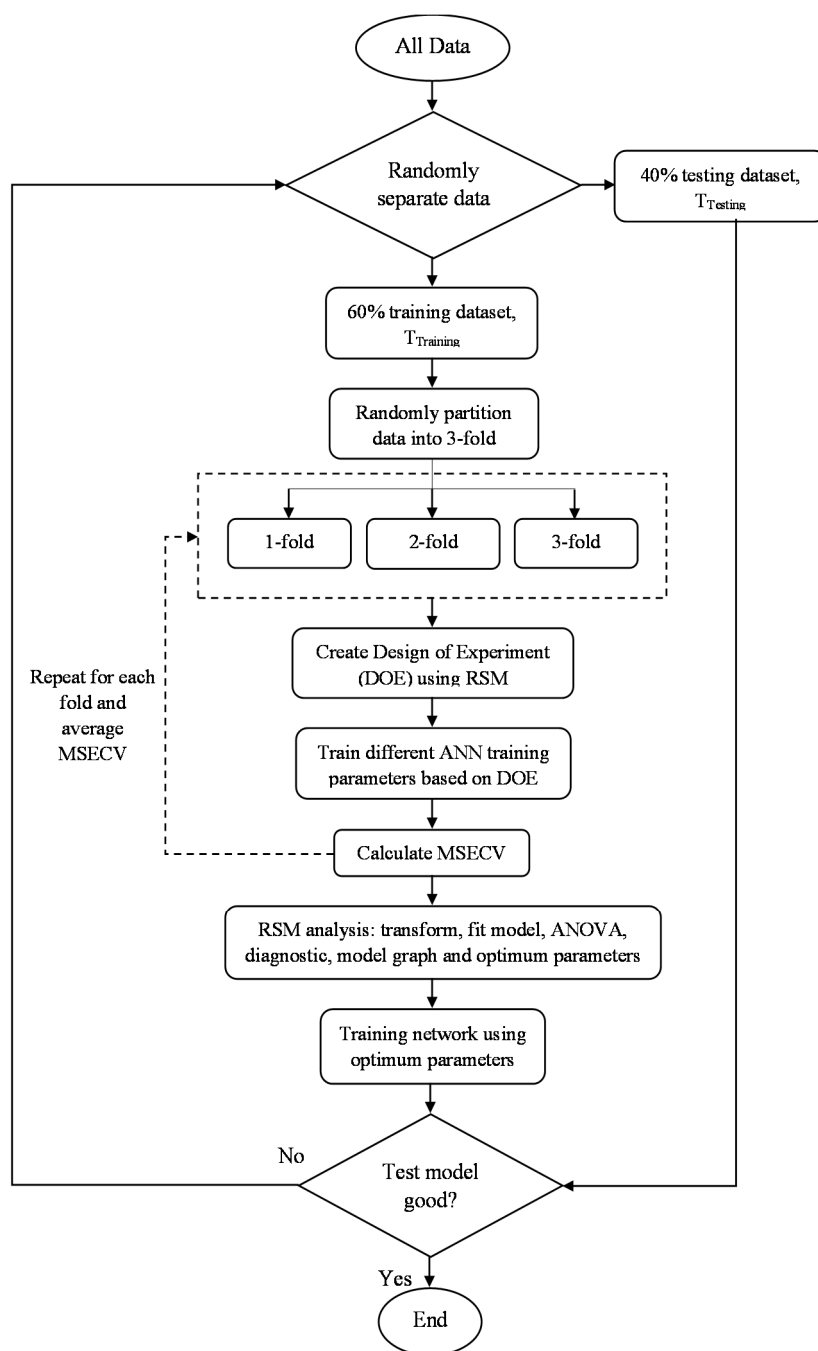 All Data
Randomly
separate data
40% testing dataset,
TTesting
60% training dataset,
TTraining
Randomly partition
data into 3-fold
1-fold
2-fold
3-fold
Create Design of Experiment
(DOE) using RSM
Repeat for each
fold and
average
MSECV
Train different ANN training
parameters based on DOE
Calculate MSECV
RSM analysis: transform, fit model, ANOVA,
diagnostic, model graph and optimum parameters
Training network using
optimum parameters
No
Test model
good?
Yes
End